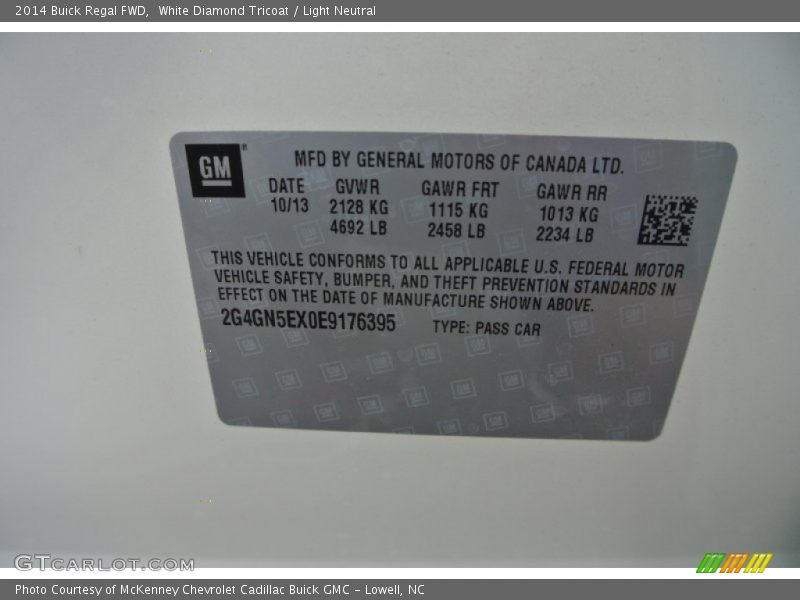 2014 Buick Regal FWD,  White Diamond Tricoat / Light Neutral
GM®
MFD BY GENERAL MOTORS OF CANADA LTD.
DATE GVWR GAWR FRT GAWR RR
10/13 2128 KG 1115 KG 1013 KG
4692 LB 2458 LB 2234 LB
THIS VEHICLE CONFORMS TO ALL APPLICABLE U.S. FEDERAL MOTOR
VEHICLE SAFETY, BUMPER, AND THEFT PREVENTION STANDARDS IN
EFFECT ON THE DATE OF MANUFACTURE SHOWN ABOVE.
2G4GN5EX0E9176395 TYPE: PASS CAR
GTCARLOT.COM
Photo Courtesy of McKenney Chevrolet Cadillac Buick GMC - Lowell, NC